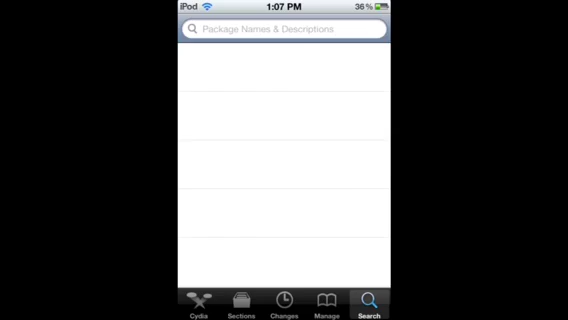 iPod 1:07 PM 36%
Package Names & Descriptions
Cydia Sections Changes Manage Search